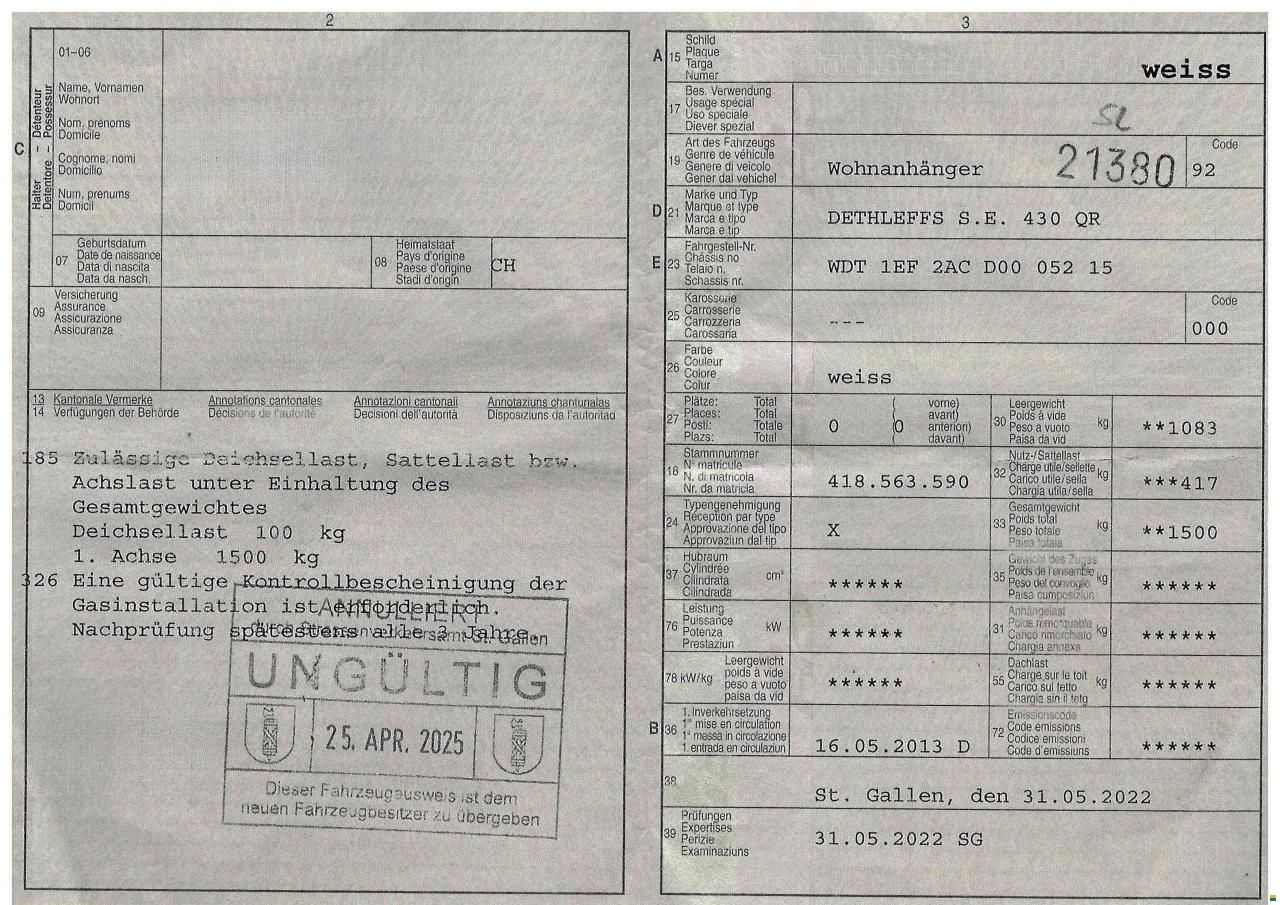 2
01-06
Name, Vornamen
Wohnort
Nom, prénoms
Domicile
Cognome, nomi
Domicilio
Num, prenums
Domicil
C
Halter – Détenteur
Detentore – Possessur
07
Geburtsdatum
Date de naissance
Data di nascita
Data da nasch.
08
Heimatstaat
Pays d'origine
Paese d'origine
Stadi d'origin
CH
09
Versicherung
Assurance
Assicurazione
Assicuranza
13 Kantonale Vermerke Annotations cantonales Annotazioni cantonali Annotaziuns chantunalas
14 Verfügungen der Behörde Décisions de l'autorité Decisioni dell'autorità Disposiziuns da l'autoritad
185 Zulässige Deichsellast, Sattellast bzw.
Achslast unter Einhaltung des
Gesamtgewichtes
Deichsellast 100 kg
1. Achse 1500 kg
326 Eine gültige Kontrollbescheinigung der
Gasinstallation ist erforderlich.
Nachprüfung spätestens alle 3 Jahre.
ANNULLIERT
durch Strassenverkehrsamt St. Gallen
UNGÜLTIG
25. APR. 2025
Dieser Fahrzeugausweis ist dem
neuen Fahrzeugbesitzer zu übergeben
3
A 15
Schild
Plaque
Targa
Numer
weiss
17
Bes. Verwendung
Usage spécial
Uso speciale
Diever spezial
19
Art des Fahrzeugs
Genre de véhicule
Genere di veicolo
Gener dal vehichel
Wohnanhänger
21380
Code
92
D 21
Marke und Typ
Marque et type
Marca e tipo
Marca e tip
DETHLEFFS S.E. 430 QR
E 23
Fahrgestell-Nr.
Châssis no
Telaio n.
Schassis nr.
WDT 1EF 2AC D00 052 15
25
Karosserie
Carrosserie
Carrozzeria
Carossaria
---
Code
000
26
Farbe
Couleur
Colore
Colur
weiss
27
Plätze: Total
Places: Total
Posti: Totale
Plazs: Total
0
( vorne)
avant)
(0 anteriori)
davant)
30
Leergewicht
Poids à vide
Peso a vuoto
Paisa da vid
kg
**1083
18
Stammnummer
N° matricule
N. di matricola
Nr. da matricla
418.563.590
32
Nutz-/Sattellast
Charge utile/sellette
Carico utile/sella
Chargia utila/sella
kg
***417
24
Typengenehmigung
Réception par type
Approvazione del tipo
Approvaziun dal tip
X
33
Gesamtgewicht
Poids total
Peso totale
Paisa totala
kg
**1500
37
Hubraum
Cylindrée
Cilindrata
Cilindrada
cm³
******
35
Gewicht des Zuges
Poids de l'ensemble
Peso del convoglio
Paisa cumposiziun
kg
******
76
Leistung
Puissance
Potenza
Prestaziun
kW
******
31
Anhängelast
Poids remorquable
Carico rimorchiato
Chargia annexa
kg
******
78 kW/kg
Leergewicht
poids à vide
peso a vuoto
paisa da vid
******
55
Dachlast
Charge sur le toit
Carico sul tetto
Chargia sin il tetg
kg
******
B 36
1. Inverkehrsetzung
1re mise en circulation
1a messa in circolazione
1. entrada en circulaziun
16.05.2013 D
72
Emissionscode
Code émissions
Codice emissioni
Code d'emissiuns
******
38
St. Gallen, den 31.05.2022
39
Prüfungen
Expertises
Perizie
Examinaziuns
31.05.2022 SG